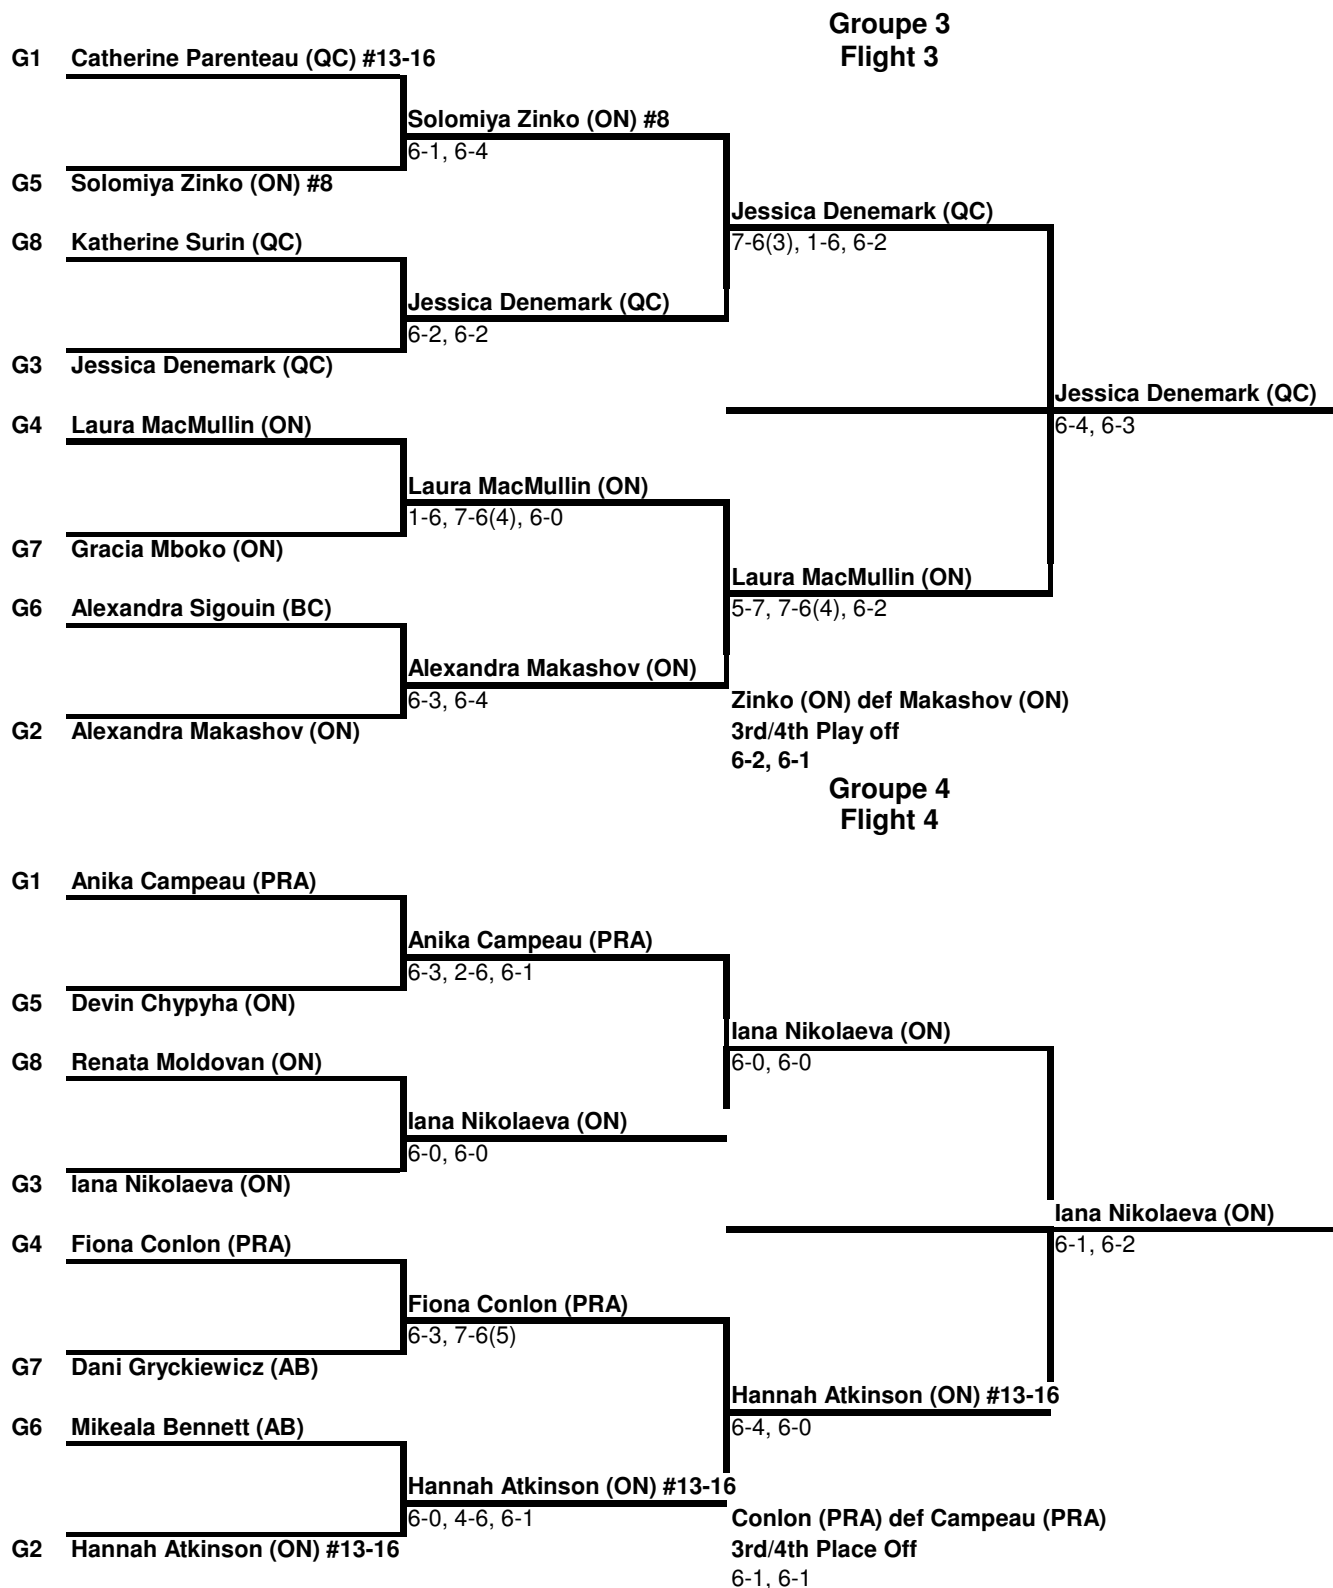 Groupe 3
Flight 3
G1 Catherine Parenteau (QC) #13-16
Solomiya Zinko (ON) #8
6-1, 6-4
G5 Solomiya Zinko (ON) #8
Jessica Denemark (QC)
7-6(3), 1-6, 6-2
G8 Katherine Surin (QC)
Jessica Denemark (QC)
6-2, 6-2
G3 Jessica Denemark (QC)
Jessica Denemark (QC)
6-4, 6-3
G4 Laura MacMullin (ON)
Laura MacMullin (ON)
1-6, 7-6(4), 6-0
G7 Gracia Mboko (ON)
Laura MacMullin (ON)
5-7, 7-6(4), 6-2
G6 Alexandra Sigouin (BC)
Alexandra Makashov (ON)
6-3, 6-4
G2 Alexandra Makashov (ON)
Zinko (ON) def Makashov (ON)
3rd/4th Play off
6-2, 6-1
Groupe 4
Flight 4
G1 Anika Campeau (PRA)
Anika Campeau (PRA)
6-3, 2-6, 6-1
G5 Devin Chypyha (ON)
Iana Nikolaeva (ON)
6-0, 6-0
G8 Renata Moldovan (ON)
Iana Nikolaeva (ON)
6-0, 6-0
G3 Iana Nikolaeva (ON)
Iana Nikolaeva (ON)
6-1, 6-2
G4 Fiona Conlon (PRA)
Fiona Conlon (PRA)
6-3, 7-6(5)
G7 Dani Gryckiewicz (AB)
Hannah Atkinson (ON) #13-16
6-4, 6-0
G6 Mikeala Bennett (AB)
Hannah Atkinson (ON) #13-16
6-0, 4-6, 6-1
G2 Hannah Atkinson (ON) #13-16
Conlon (PRA) def Campeau (PRA)
3rd/4th Place Off
6-1, 6-1